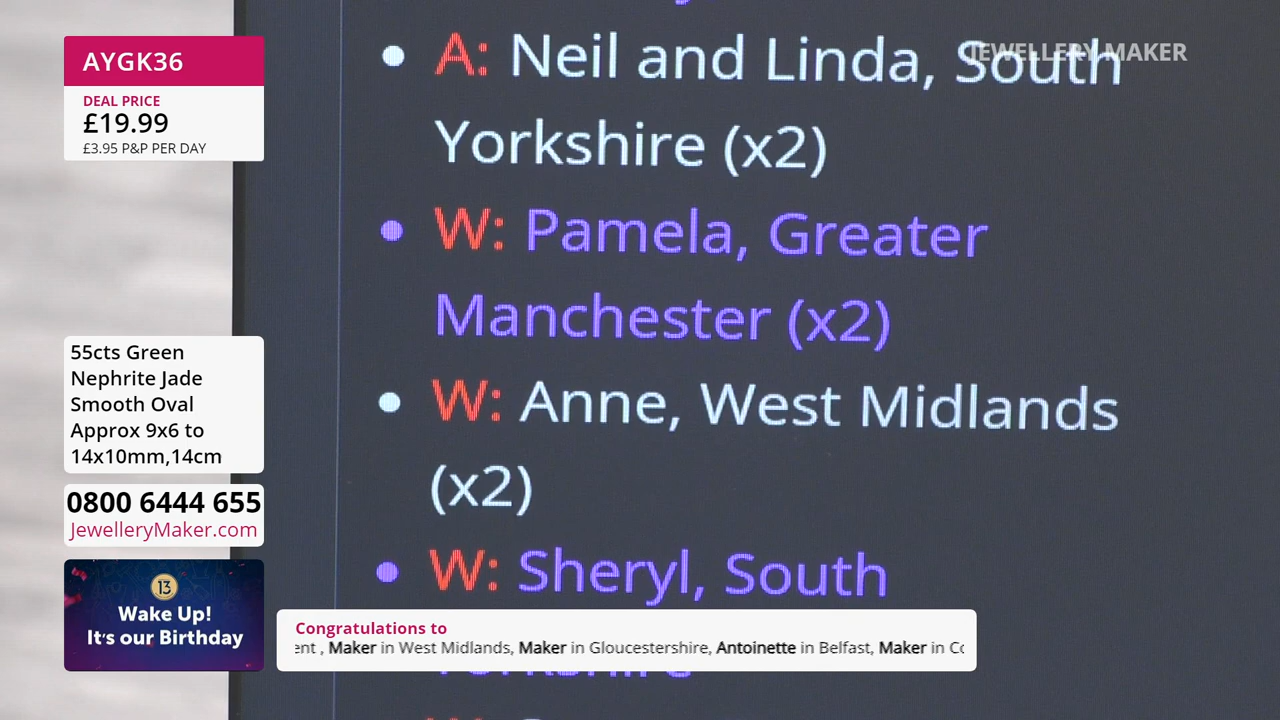 AYGK36
DEAL PRICE
£19.99
£3.95 P&P PER DAY
JEWELLERY MAKER
A: Neil and Linda, South
Yorkshire (x2)
W: Pamela, Greater
Manchester (x2)
W: Anne, West Midlands
(x2)
W: Sheryl, South
Yorkshire
55cts Green
Nephrite Jade
Smooth Oval
Approx 9x6 to
14x10mm,14cm
0800 6444 655
JewelleryMaker.com
13
Wake Up!
It's our Birthday
Congratulations to
ent , Maker in West Midlands, Maker in Gloucestershire, Antoinette in Belfast, Maker in